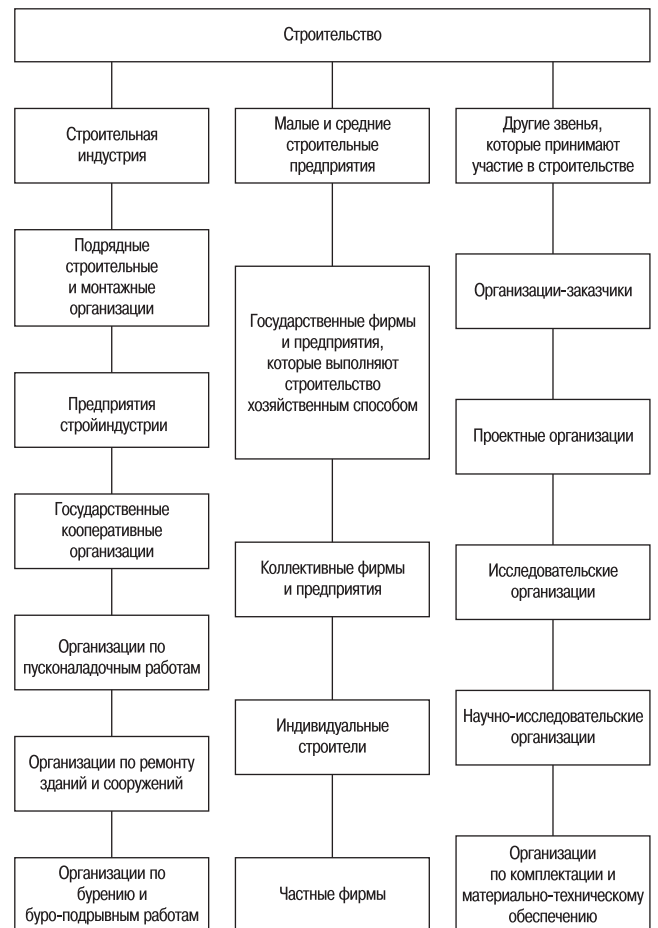 Строительство
Строительная
индустрия
Подрядные
строительные
и монтажные
организации
Предприятия
стройиндустрии
Государственные
кооперативные
организации
Организации по
пусконаладочным работам
Организации по ремонту
зданий и сооружений
Организации по
бурению и
буро-подрывным работам
Малые и средние
строительные
предприятия
Государственные фирмы
и предприятия,
которые выполняют
строительство
хозяйственным способом
Коллективные фирмы
и предприятия
Индивидуальные
строители
Частные фирмы
Другие звенья,
которые принимают
участие в строительстве
Организации-заказчики
Проектные организации
Исследовательские
организации
Научно-исследовательские
организации
Организации
по комплектации и
материально-техническому
обеспечению